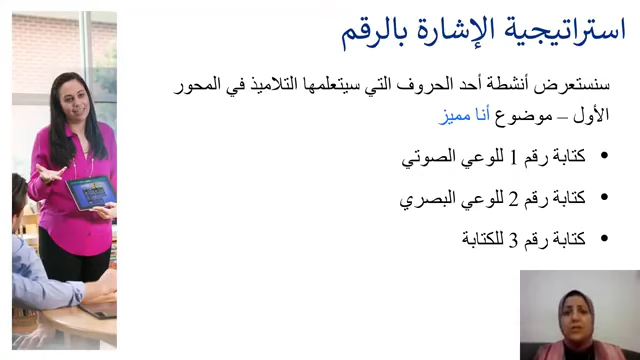 استراتيجية الإشارة بالرقم
سنستعرض أنشطة أحد الحروف التي سيتعلمها التلاميذ في المحور
الأول – موضوع أنا مميز
• كتابة رقم 1 للوعي الصوتي
• كتابة رقم 2 للوعي البصري
• كتابة رقم 3 للكتابة